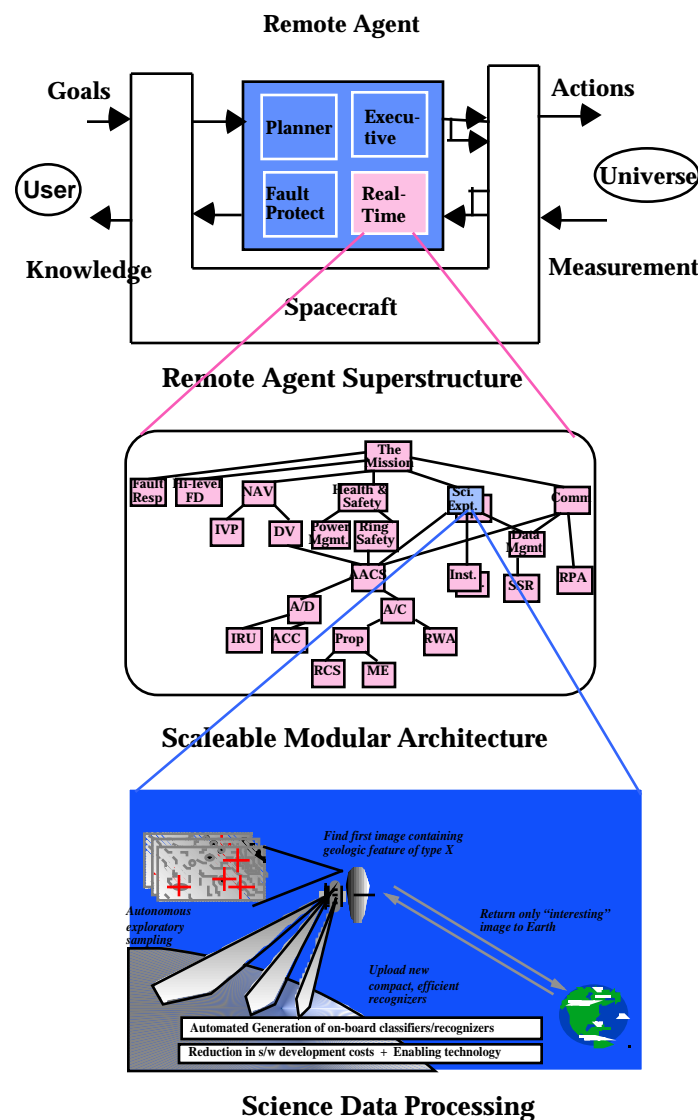 Remote Agent
Goals
Actions
Planner
Execu-
tive
User
Universe
Fault
Protect
Real-
Time
Knowledge
Measurement
Spacecraft
Remote Agent Superstructure
The
Mission
Fault
Resp
Hi-level
FD
NAV
Health &
Safety
Sci.
Expt.
Comm
IVP
DV
Power
Mgmt.
Ring
Safety
Data
Mgmt
AACS
Inst.
SSR
RPA
A/D
A/C
IRU
ACC
Prop
RWA
RCS
ME
Scaleable Modular Architecture
Find first image containing
geologic feature of type X
Autonomous
exploratory
sampling
Return only “interesting”
image to Earth
Upload new
compact, efficient
recognizers
Automated Generation of on-board classifiers/recognizers
Reduction in s/w development costs + Enabling technology
Science Data Processing